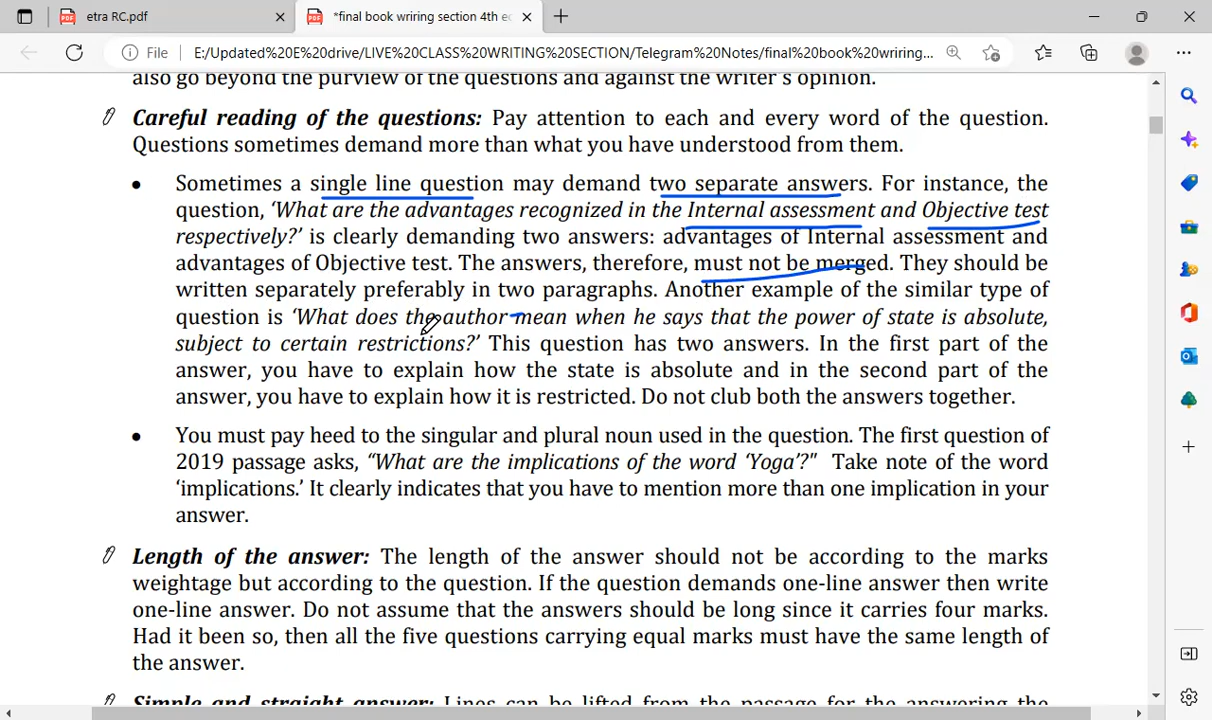 etra RC.pdf
*final book wriring section 4th ec
File
E:/Updated%20E%20drive/LIVE%20CLASS%20WRITING%20SECTION/Telegram%20Notes/final%20book%20wriring...
also go beyond the purview of the questions and against the writer's opinion.
Careful reading of the questions: Pay attention to each and every word of the question.
Questions sometimes demand more than what you have understood from them.
• Sometimes a single line question may demand two separate answers. For instance, the
question, ‘What are the advantages recognized in the Internal assessment and Objective test
respectively?’ is clearly demanding two answers: advantages of Internal assessment and
advantages of Objective test. The answers, therefore, must not be merged. They should be
written separately preferably in two paragraphs. Another example of the similar type of
question is ‘What does the author mean when he says that the power of state is absolute,
subject to certain restrictions?’ This question has two answers. In the first part of the
answer, you have to explain how the state is absolute and in the second part of the
answer, you have to explain how it is restricted. Do not club both the answers together.
• You must pay heed to the singular and plural noun used in the question. The first question of
2019 passage asks, “What are the implications of the word ‘Yoga’?" Take note of the word
‘implications.’ It clearly indicates that you have to mention more than one implication in your
answer.
Length of the answer: The length of the answer should not be according to the marks
weightage but according to the question. If the question demands one-line answer then write
one-line answer. Do not assume that the answers should be long since it carries four marks.
Had it been so, then all the five questions carrying equal marks must have the same length of
the answer.
Simple and straight answer: Lines can be lifted from the passage for the answering the